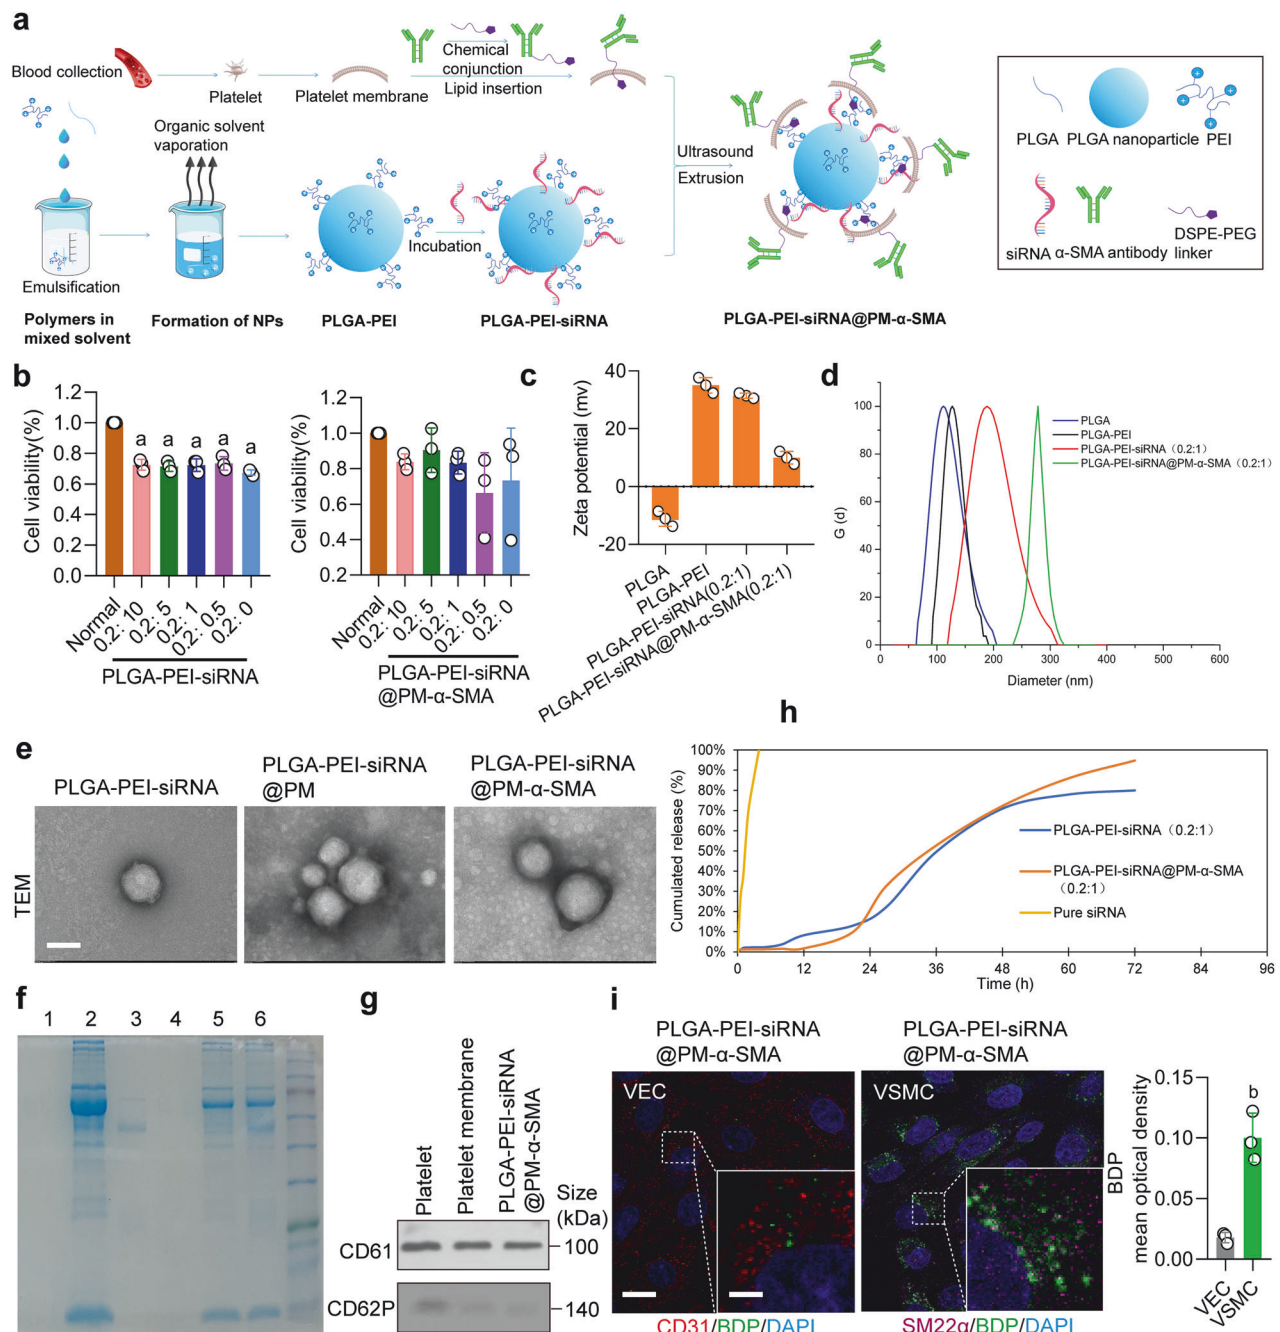 a
Blood collection
Platelet
Platelet membrane
Chemical
conjunction
Lipid insertion
Organic solvent
vaporation
Emulsification
Incubation
Ultrasound
Extrusion
Polymers in
mixed solvent
Formation of NPs
PLGA-PEI
PLGA-PEI-siRNA
PLGA-PEI-siRNA@PM-α-SMA
PLGA PLGA nanoparticle PEI
siRNA α-SMA antibody
DSPE-PEG
linker
b
Cell viability(%)
1.2
1.0
0.8
0.6
0.4
0.2
0.0
a a a a a
Normal
0.2: 10
0.2: 5
0.2: 1
0.2: 0.5
0.2: 0
PLGA-PEI-siRNA
Cell viability(%)
1.2
1.0
0.8
0.6
0.4
0.2
Normal
0.2: 10
0.2: 5
0.2: 1
0.2: 0.5
0.2: 0
PLGA-PEI-siRNA
@PM-α-SMA
c
Zeta potential (mv)
40
20
0
-20
PLGA
PLGA-PEI
PLGA-PEI-siRNA(0.2:1)
PLGA-PEI-siRNA@PM-α-SMA(0.2:1)
d
G (d)
100
80
60
40
20
0
0 100 200 300 400 500 600
Diameter (nm)
PLGA
PLGA-PEI
PLGA-PEI-siRNA（0.2:1）
PLGA-PEI-siRNA@PM-α-SMA（0.2:1）
e
PLGA-PEI-siRNA
PLGA-PEI-siRNA
@PM
PLGA-PEI-siRNA
@PM-α-SMA
TEM
h
Cumulated release (%)
100%
90%
80%
70%
60%
50%
40%
30%
20%
10%
0%
0 12 24 36 48 60 72 84 96
Time (h)
PLGA-PEI-siRNA（0.2:1）
PLGA-PEI-siRNA@PM-α-SMA
（0.2:1）
Pure siRNA
f
1 2 3 4 5 6
g
Platelet
Platelet membrane
PLGA-PEI-siRNA
@PM-α-SMA
Size
(kDa)
CD61
100
CD62P
140
i
PLGA-PEI-siRNA
@PM-α-SMA
VEC
CD31/BDP/DAPI
PLGA-PEI-siRNA
@PM-α-SMA
VSMC
SM22α/BDP/DAPI
BDP
mean optical density
0.15
0.10
0.05
0.00
b
VEC
VSMC